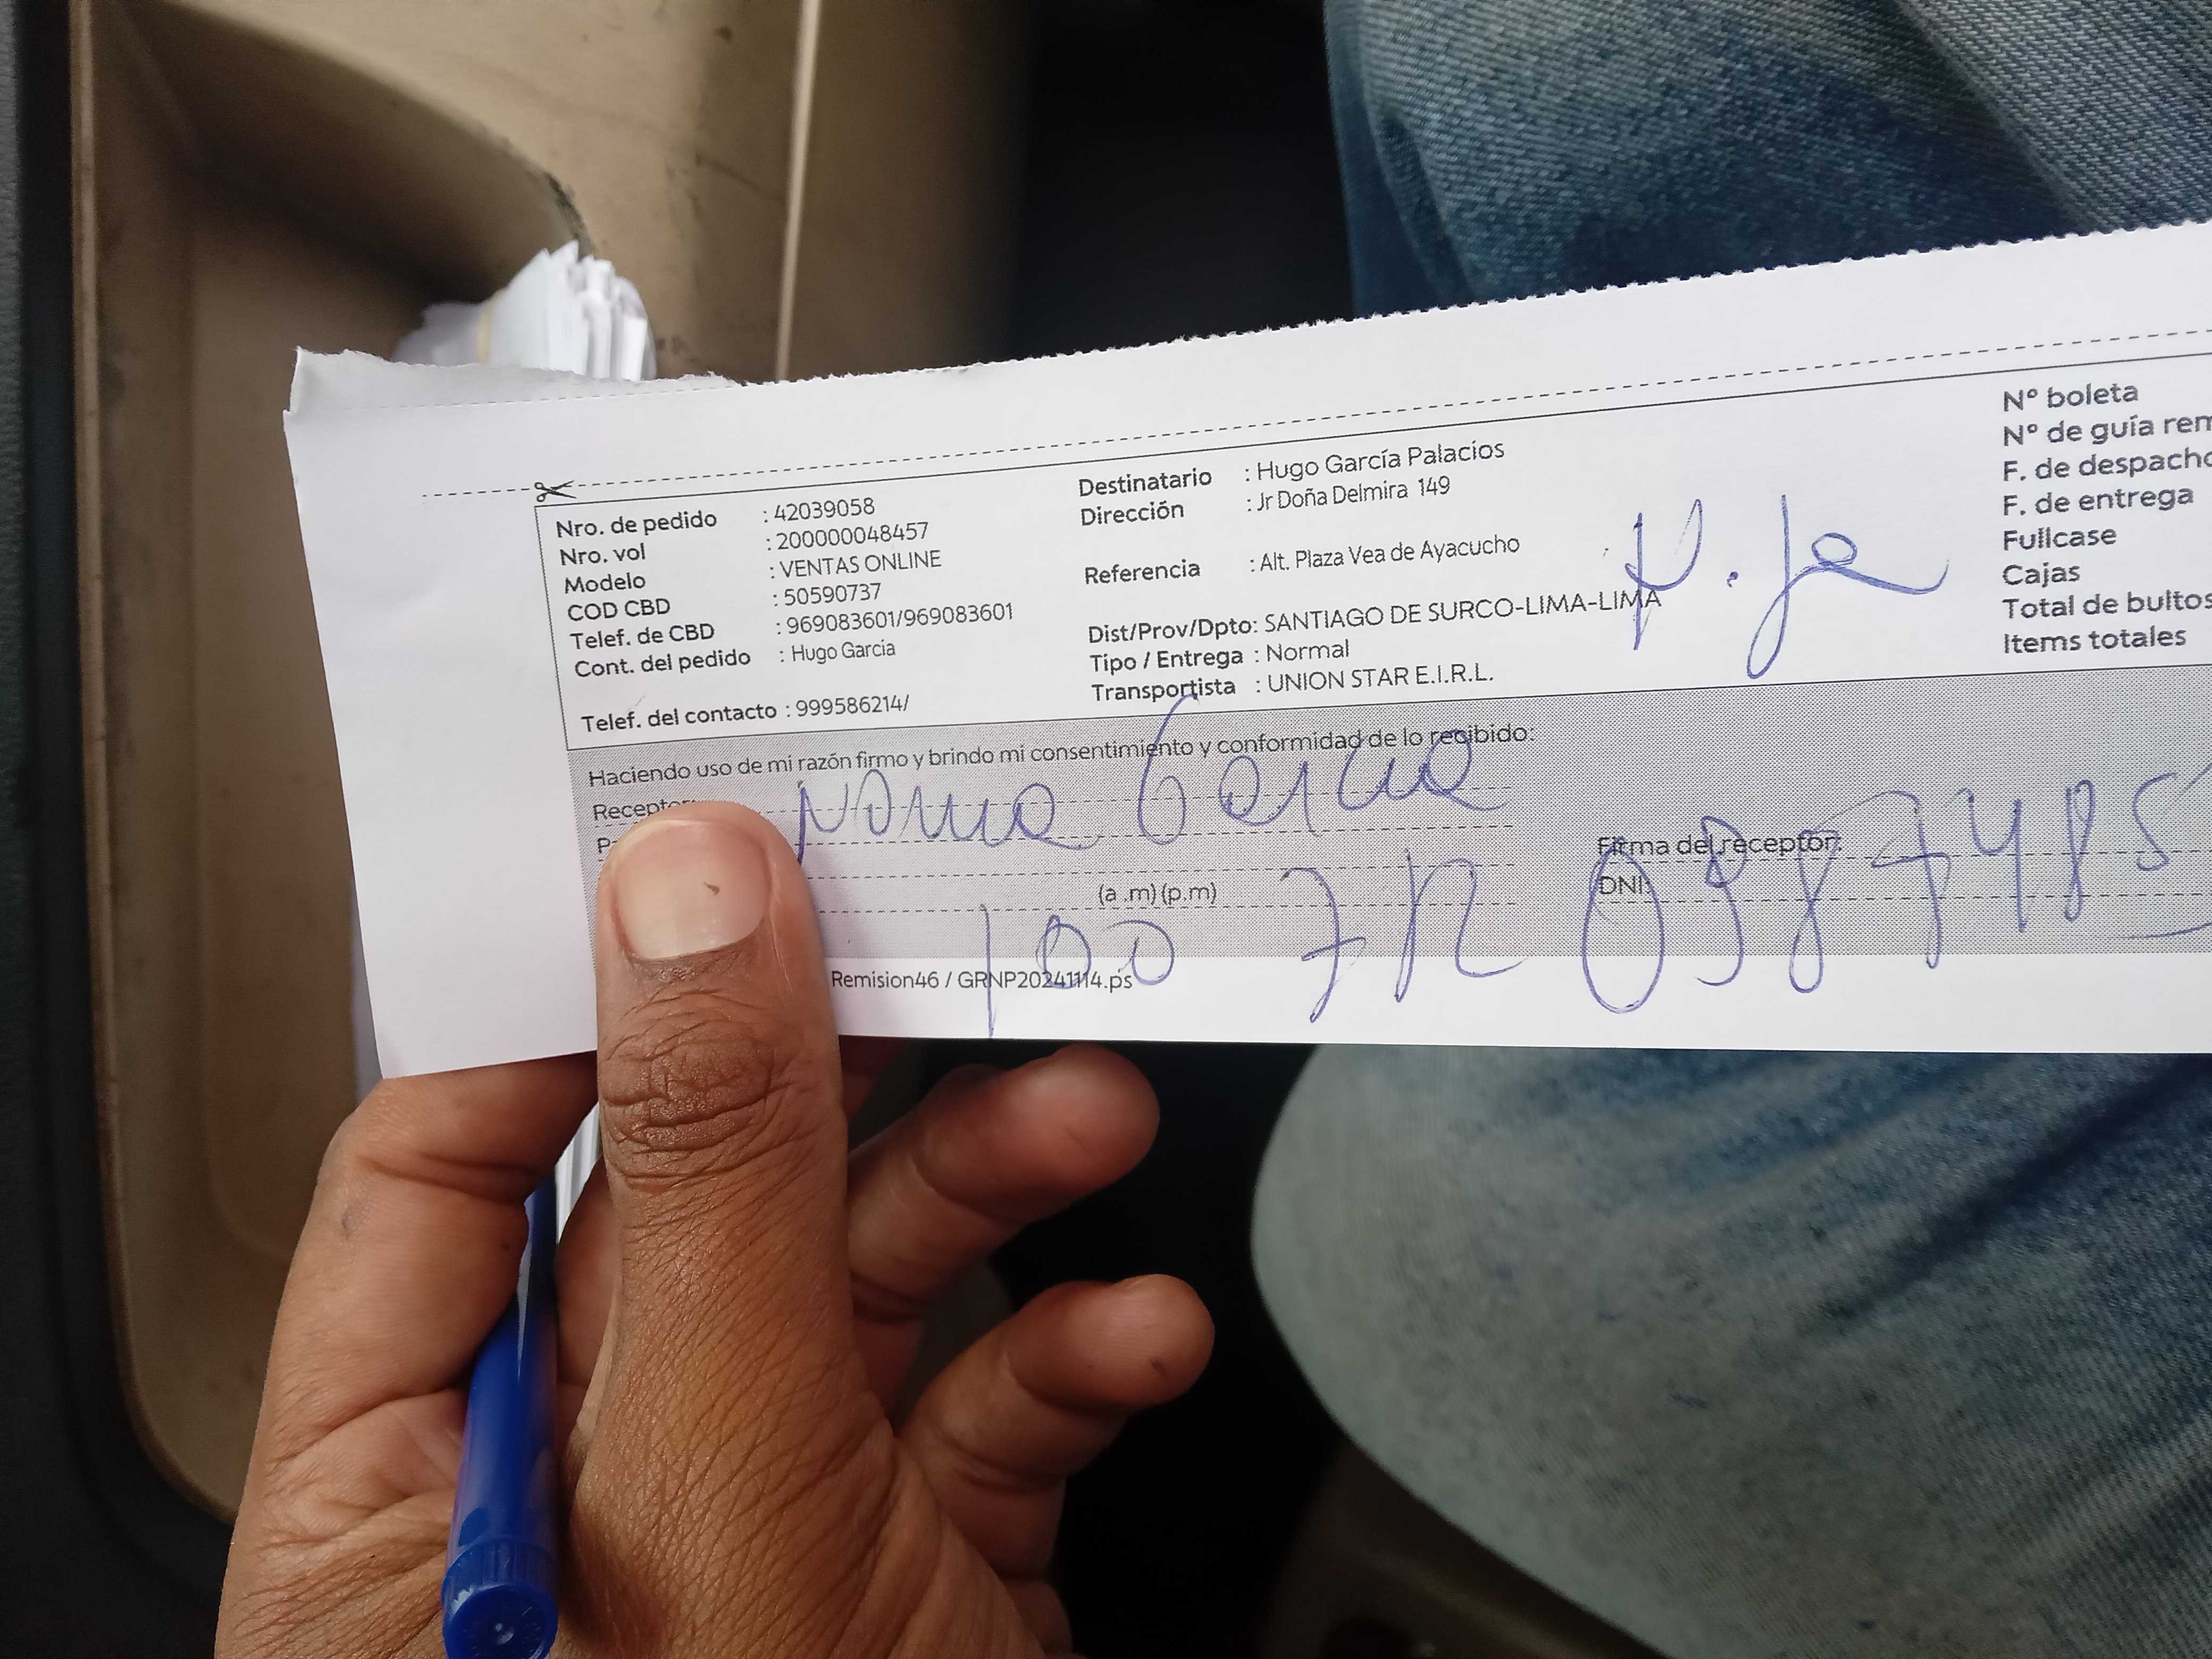 Nro. de pedido : 42039058
Nro. vol : 200000048457
Modelo : VENTAS ONLINE
COD CBD : 50590737
Telef. de CBD : 969083601/969083601
Cont. del pedido : Hugo García
Telef. del contacto : 999586214/
Destinatario : Hugo García Palacios
Dirección : Jr Doña Delmira 149
Referencia : Alt. Plaza Vea de Ayacucho
Dist/Prov/Dpto: SANTIAGO DE SURCO-LIMA-LIMA
Tipo / Entrega : Normal
Transportista : UNION STAR E.I.R.L.
Nº boleta
Nº de guía rem
F. de despacho
F. de entrega
Fullcase
Cajas
Total de bultos
Items totales
Haciendo uso de mi razón firmo y brindo mi consentimiento y conformidad de lo recibido:
Receptor:
Firma del receptor:
DNI:
(a .m) (p.m)
Remision46 / GRNP20241114.ps